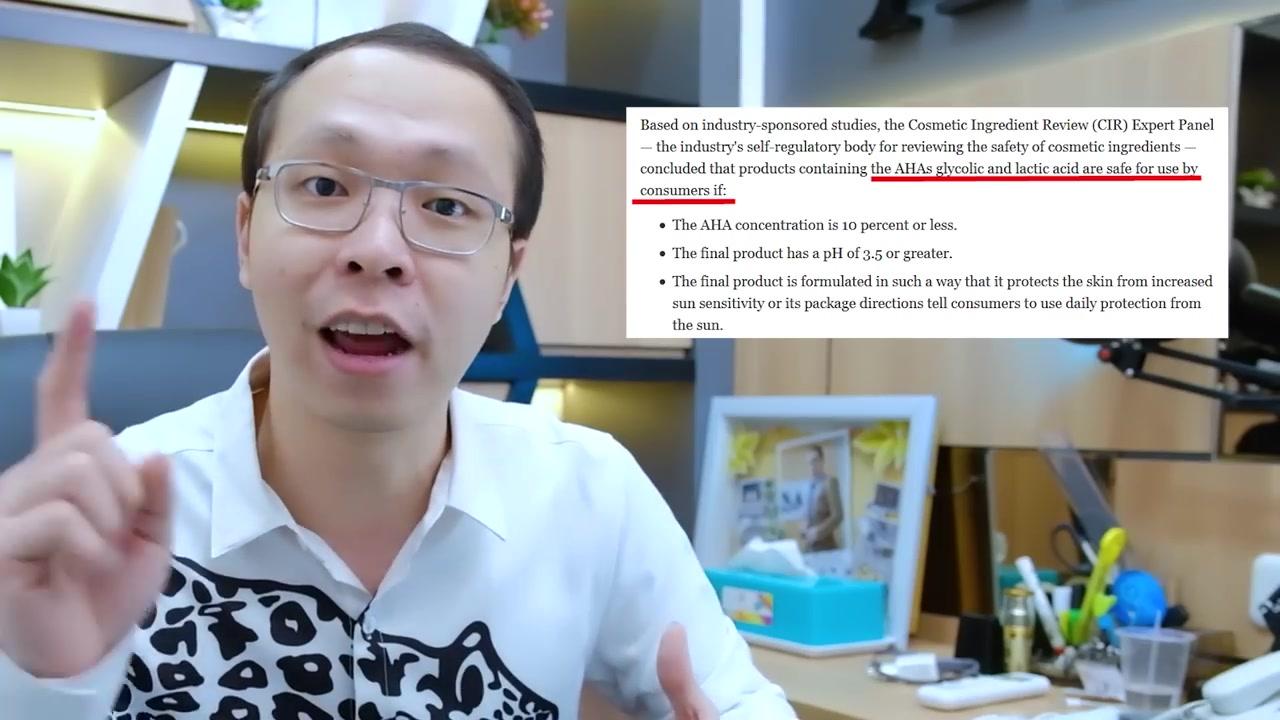 Based on industry-sponsored studies, the Cosmetic Ingredient Review (CIR) Expert Panel
— the industry's self-regulatory body for reviewing the safety of cosmetic ingredients —
concluded that products containing the AHAs glycolic and lactic acid are safe for use by
consumers if:
• The AHA concentration is 10 percent or less.
• The final product has a pH of 3.5 or greater.
• The final product is formulated in such a way that it protects the skin from increased
sun sensitivity or its package directions tell consumers to use daily protection from
the sun.